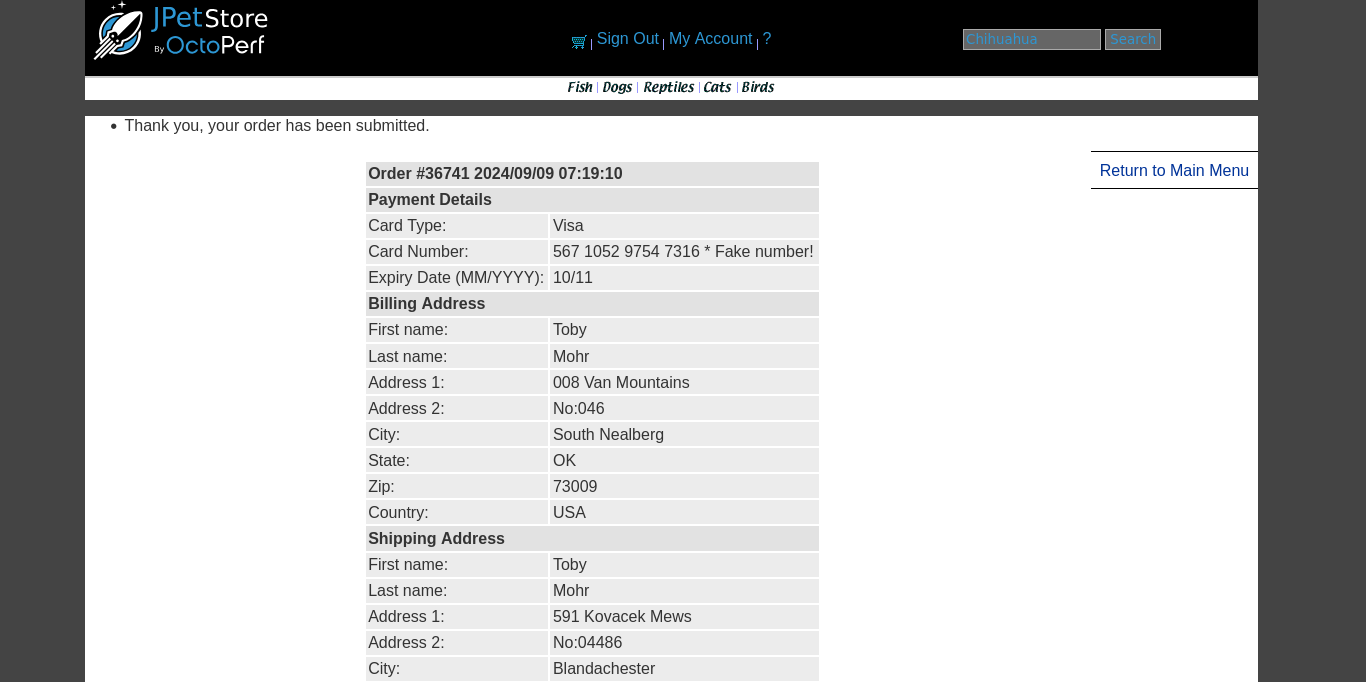 JPetStore
By OctoPerf
Sign Out My Account ?
Chihuahua Search
Fish Dogs Reptiles Cats Birds
• Thank you, your order has been submitted.
Return to Main Menu
Order #36741 2024/09/09 07:19:10
Payment Details
Card Type: Visa
Card Number: 567 1052 9754 7316 * Fake number!
Expiry Date (MM/YYYY): 10/11
Billing Address
First name: Toby
Last name: Mohr
Address 1: 008 Van Mountains
Address 2: No:046
City: South Nealberg
State: OK
Zip: 73009
Country: USA
Shipping Address
First name: Toby
Last name: Mohr
Address 1: 591 Kovacek Mews
Address 2: No:04486
City: Blandachester